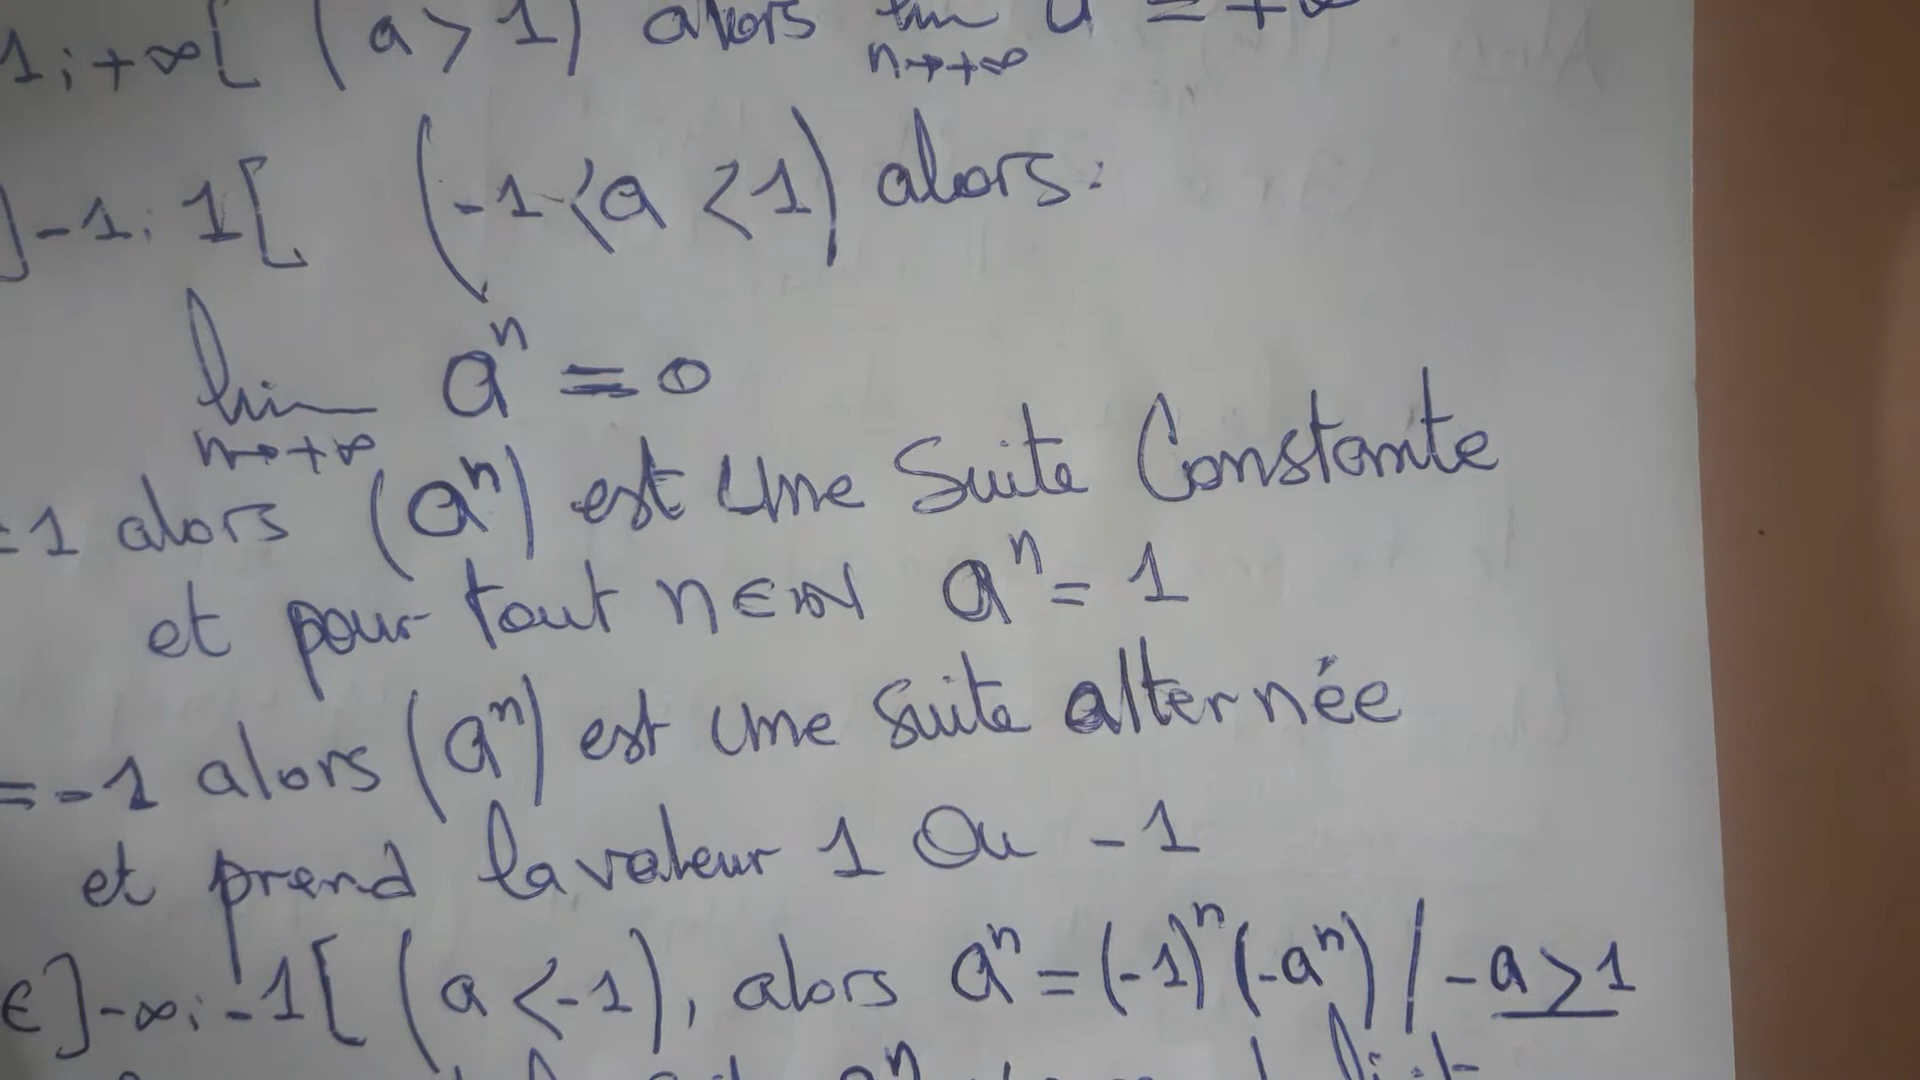 1; +∞[ (a > 1) alors lim a = +∞
n→+∞
]-1; 1[ (-1 < a < 1) alors:
lim aⁿ = 0
n→+∞
=1 alors (aⁿ) est une suite constante
et pour tout n∈ℕ aⁿ = 1
= -1 alors (aⁿ) est une suite alternée
et prend la valeur 1 ou -1
∈]-∞; -1[ (a < -1), alors aⁿ = (-1)ⁿ(-aⁿ) / -a > 1